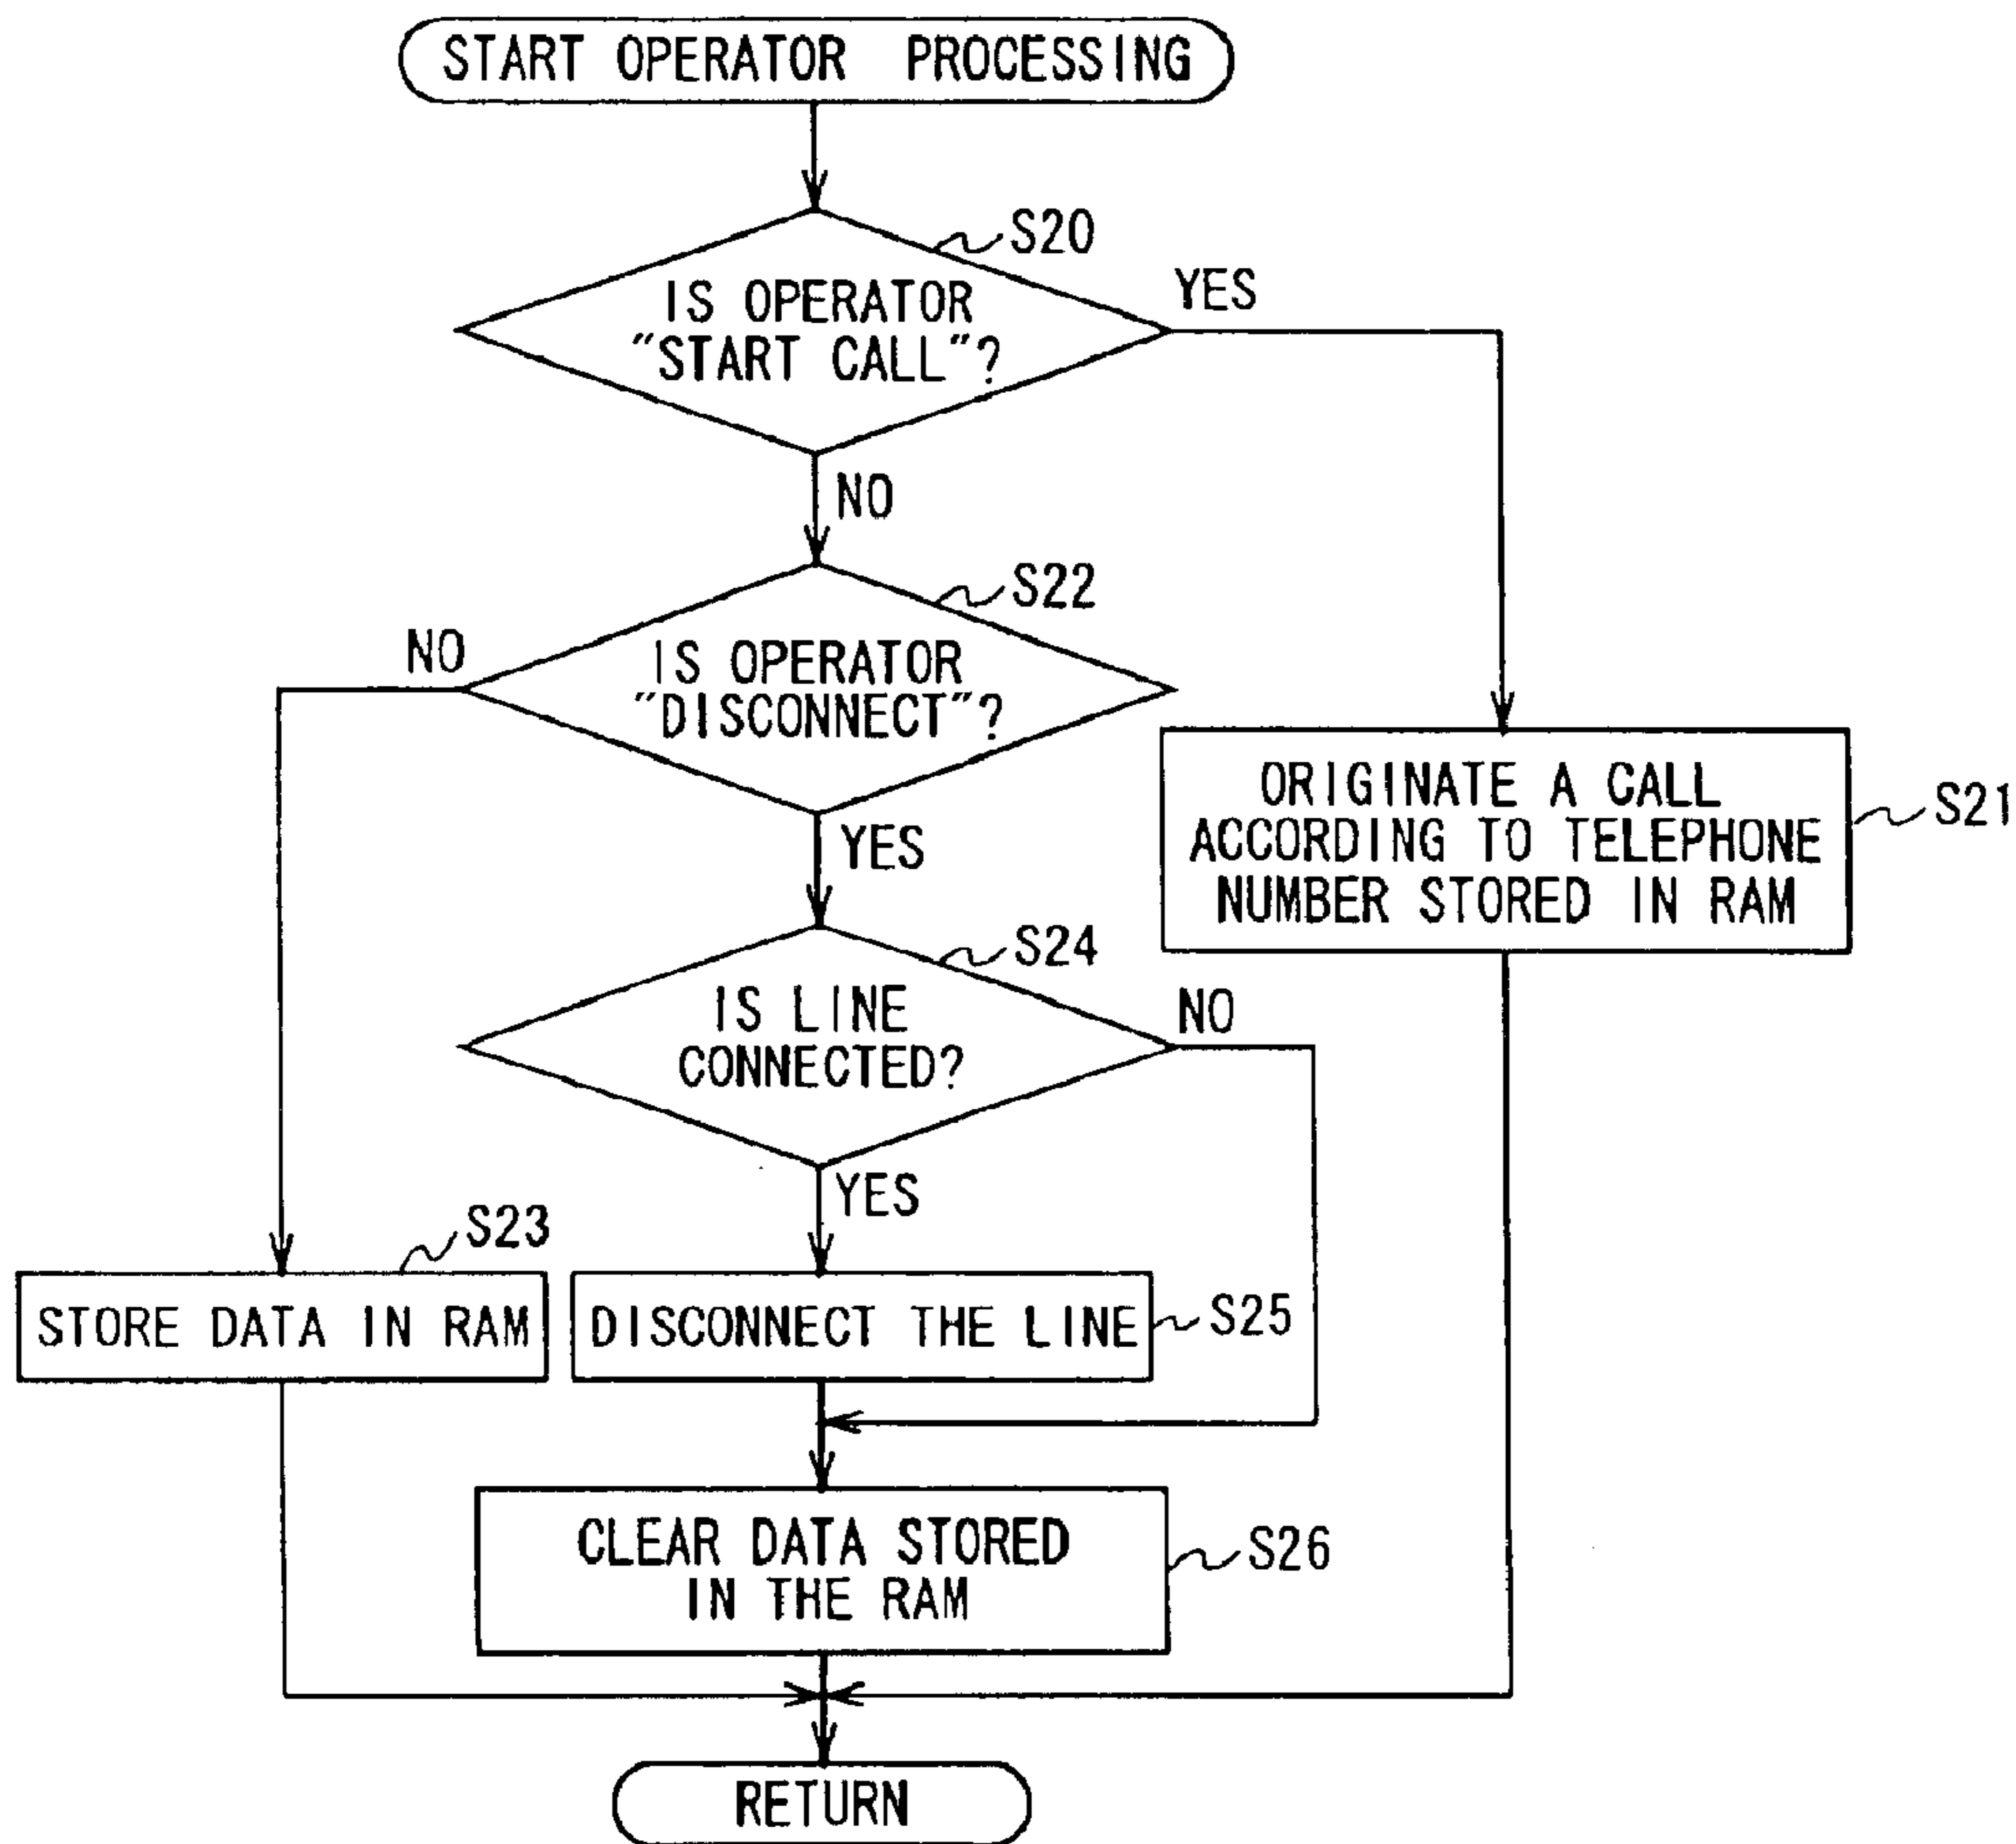 START OPERATOR PROCESSING
S20
IS OPERATOR
"START CALL"?
YES
NO
S22
IS OPERATOR
"DISCONNECT"?
NO
YES
ORIGINATE A CALL
ACCORDING TO TELEPHONE
NUMBER STORED IN RAM
S21
S24
IS LINE
CONNECTED?
NO
YES
S23
STORE DATA IN RAM
DISCONNECT THE LINE
S25
CLEAR DATA STORED
IN THE RAM
S26
RETURN